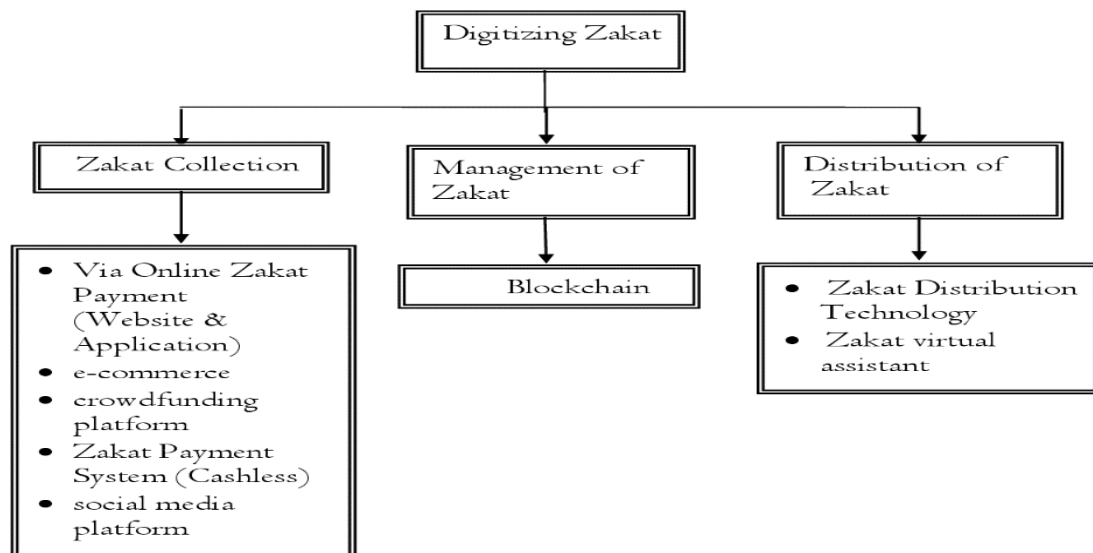 Digitizing Zakat
Zakat Collection
Management of
Zakat
Distribution of
Zakat
• Via Online Zakat
Payment
(Website &
Application)
• e-commerce
• crowdfunding
platform
• Zakat Payment
System (Cashless)
• social media
platform
Blockchain
• Zakat Distribution
Technology
• Zakat virtual
assistant